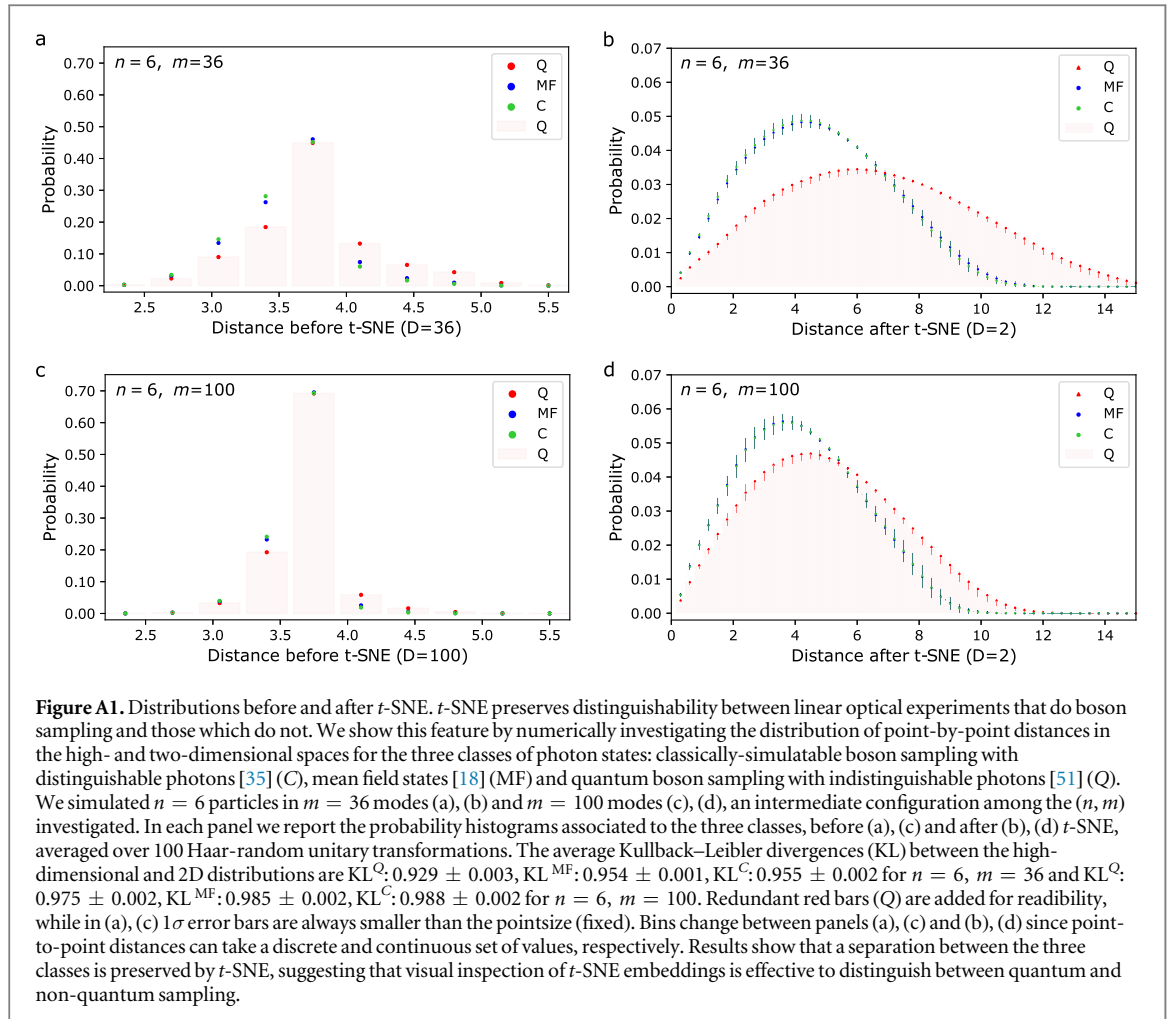 a
n = 6, m=36
Q
MF
C
Q
0.70
0.60
0.50
0.40
0.30
0.20
0.10
0.00
Probability
2.5 3.0 3.5 4.0 4.5 5.0 5.5
Distance before t-SNE (D=36)
b
n = 6, m=36
Q
MF
C
Q
0.07
0.06
0.05
0.04
0.03
0.02
0.01
0.00
Probability
0 2 4 6 8 10 12 14
Distance after t-SNE (D=2)
c
n = 6, m=100
Q
MF
C
Q
0.70
0.60
0.50
0.40
0.30
0.20
0.10
0.00
Probability
2.5 3.0 3.5 4.0 4.5 5.0 5.5
Distance before t-SNE (D=100)
d
n = 6, m=100
Q
MF
C
Q
0.07
0.06
0.05
0.04
0.03
0.02
0.01
0.00
Probability
0 2 4 6 8 10 12 14
Distance after t-SNE (D=2)
Figure A1. Distributions before and after t-SNE. t-SNE preserves distinguishability between linear optical experiments that do boson
sampling and those which do not. We show this feature by numerically investigating the distribution of point-by-point distances in
the high- and two-dimensional spaces for the three classes of photon states: classically-simulatable boson sampling with
distinguishable photons [35] (C), mean field states [18] (MF) and quantum boson sampling with indistinguishable photons [51] (Q).
We simulated n = 6 particles in m = 36 modes (a), (b) and m = 100 modes (c), (d), an intermediate configuration among the (n, m)
investigated. In each panel we report the probability histograms associated to the three classes, before (a), (c) and after (b), (d) t-SNE,
averaged over 100 Haar-random unitary transformations. The average Kullback–Leibler divergences (KL) between the high-
dimensional and 2D distributions are KL^Q: 0.929 ± 0.003, KL^MF: 0.954 ± 0.001, KL^C: 0.955 ± 0.002 for n = 6, m = 36 and KL^Q:
0.975 ± 0.002, KL^MF: 0.985 ± 0.002, KL^C: 0.988 ± 0.002 for n = 6, m = 100. Redundant red bars (Q) are added for readibility,
while in (a), (c) 1σ error bars are always smaller than the pointsize (fixed). Bins change between panels (a), (c) and (b), (d) since point-
to-point distances can take a discrete and continuous set of values, respectively. Results show that a separation between the three
classes is preserved by t-SNE, suggesting that visual inspection of t-SNE embeddings is effective to distinguish between quantum and
non-quantum sampling.